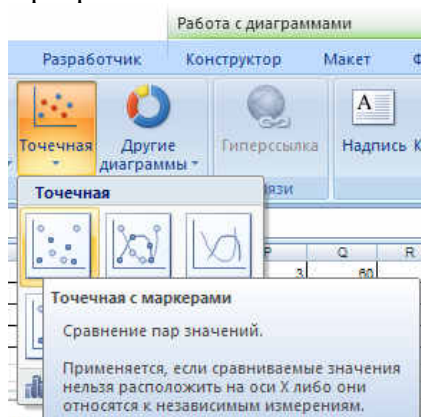 Работа с диаграммами
Разработчик Конструктор Макет Ф
Точечная Другие диаграммы Гиперссылка Надпись К
язи
Точечная
P Q R
3 60
Точечная с маркерами
Сравнение пар значений.
Применяется, если сравниваемые значения
нельзя расположить на оси X либо они
относятся к независимым измерениям.